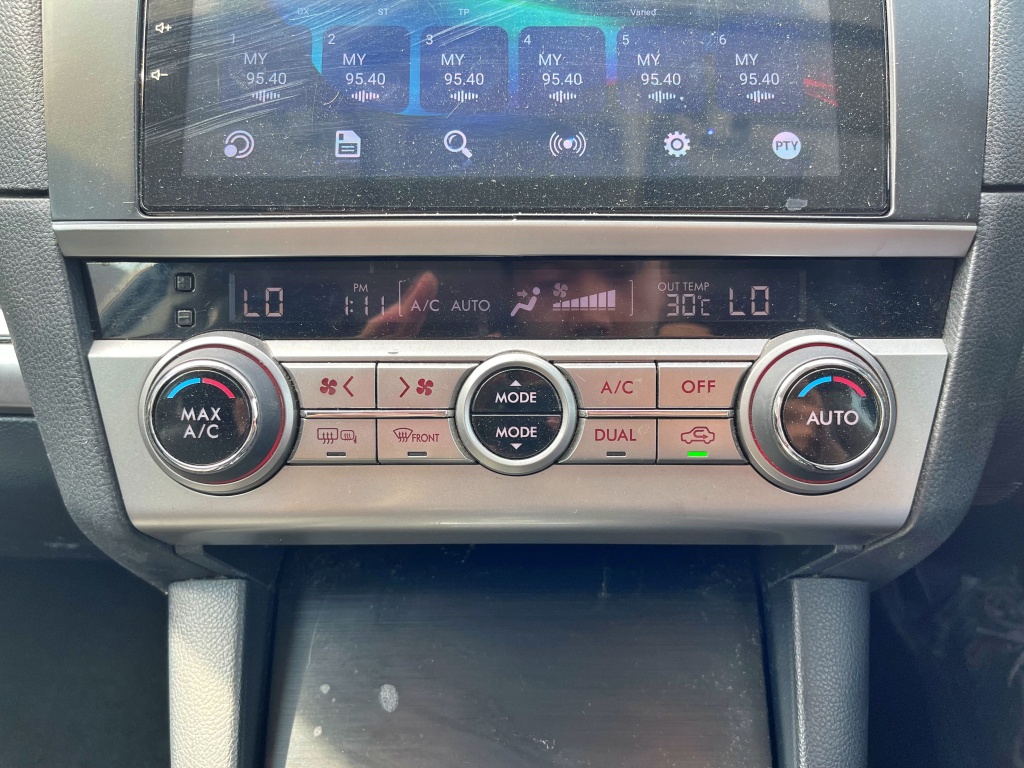 DX ST TP Varied
1 2 3 4 5 6
MY MY MY MY MY MY
95.40 95.40 95.40 95.40 95.40 95.40
PTY
LO PM 1:11 A/C AUTO OUT TEMP 30°C LO
MAX A/C
MODE
A/C
OFF
AUTO
FRONT
MODE
DUAL